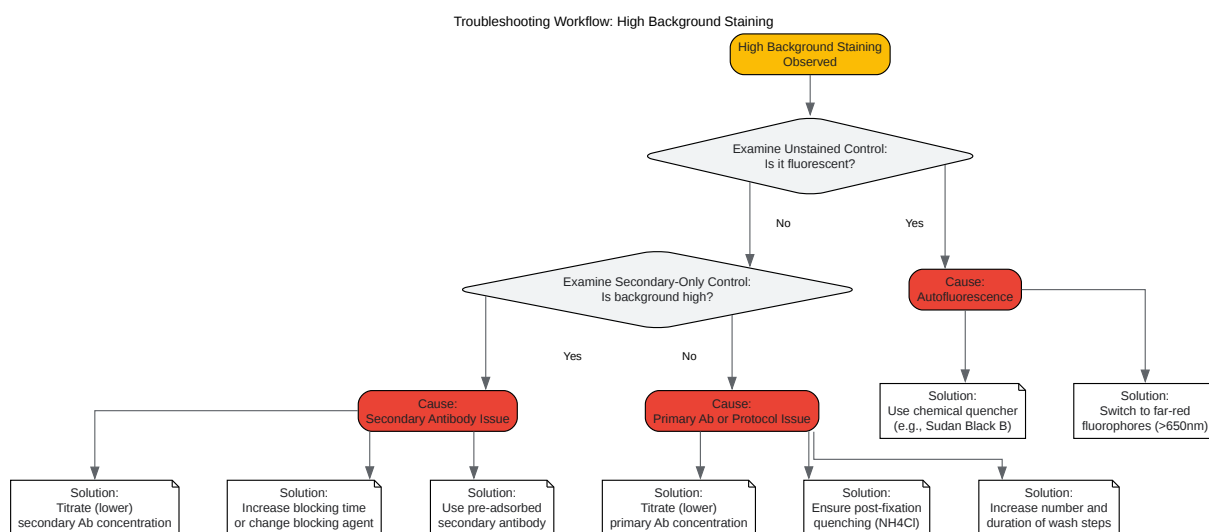 Troubleshooting Workflow: High Background Staining
High Background Staining
Observed
Examine Unstained Control:
Is it fluorescent?
No
Yes
Examine Secondary-Only Control:
Is background high?
Cause:
Autofluorescence
Yes
No
Cause:
Secondary Antibody Issue
Cause:
Primary Ab or Protocol Issue
Solution:
Use chemical quencher
(e.g., Sudan Black B)
Solution:
Switch to far-red
fluorophores (>650nm)
Solution:
Titrate (lower)
secondary Ab concentration
Solution:
Increase blocking time
or change blocking agent
Solution:
Use pre-adsorbed
secondary antibody
Solution:
Titrate (lower)
primary Ab concentration
Solution:
Ensure post-fixation
quenching (NH4Cl)
Solution:
Increase number and
duration of wash steps